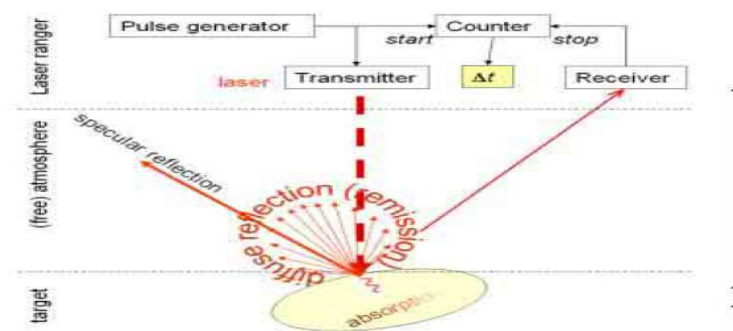 Laser ranger
Pulse generator
Counter
start
stop
laser
Transmitter
Δt
Receiver
(free) atmosphere
specular reflection
diffuse reflection (remission)
target
absorption